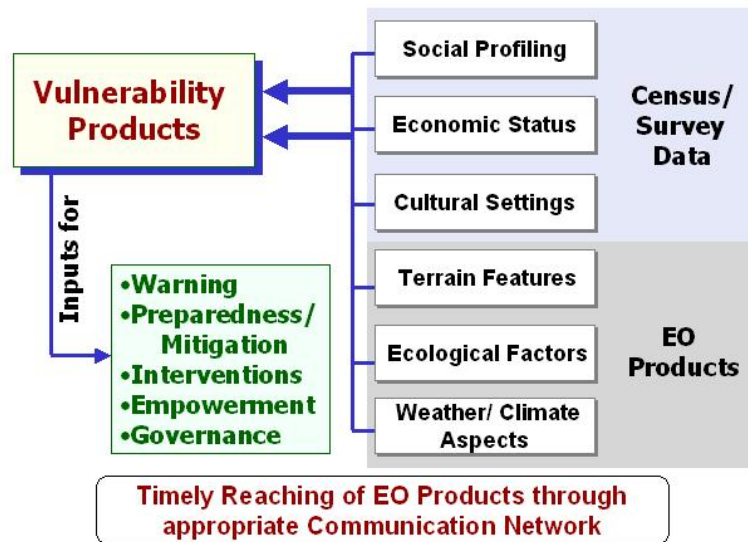 Vulnerability
Products
Inputs for
•Warning
•Preparedness/
Mitigation
•Interventions
•Empowerment
•Governance
Social Profiling
Economic Status
Cultural Settings
Census/
Survey
Data
Terrain Features
Ecological Factors
Weather/ Climate
Aspects
EO
Products
Timely Reaching of EO Products through
appropriate Communication Network